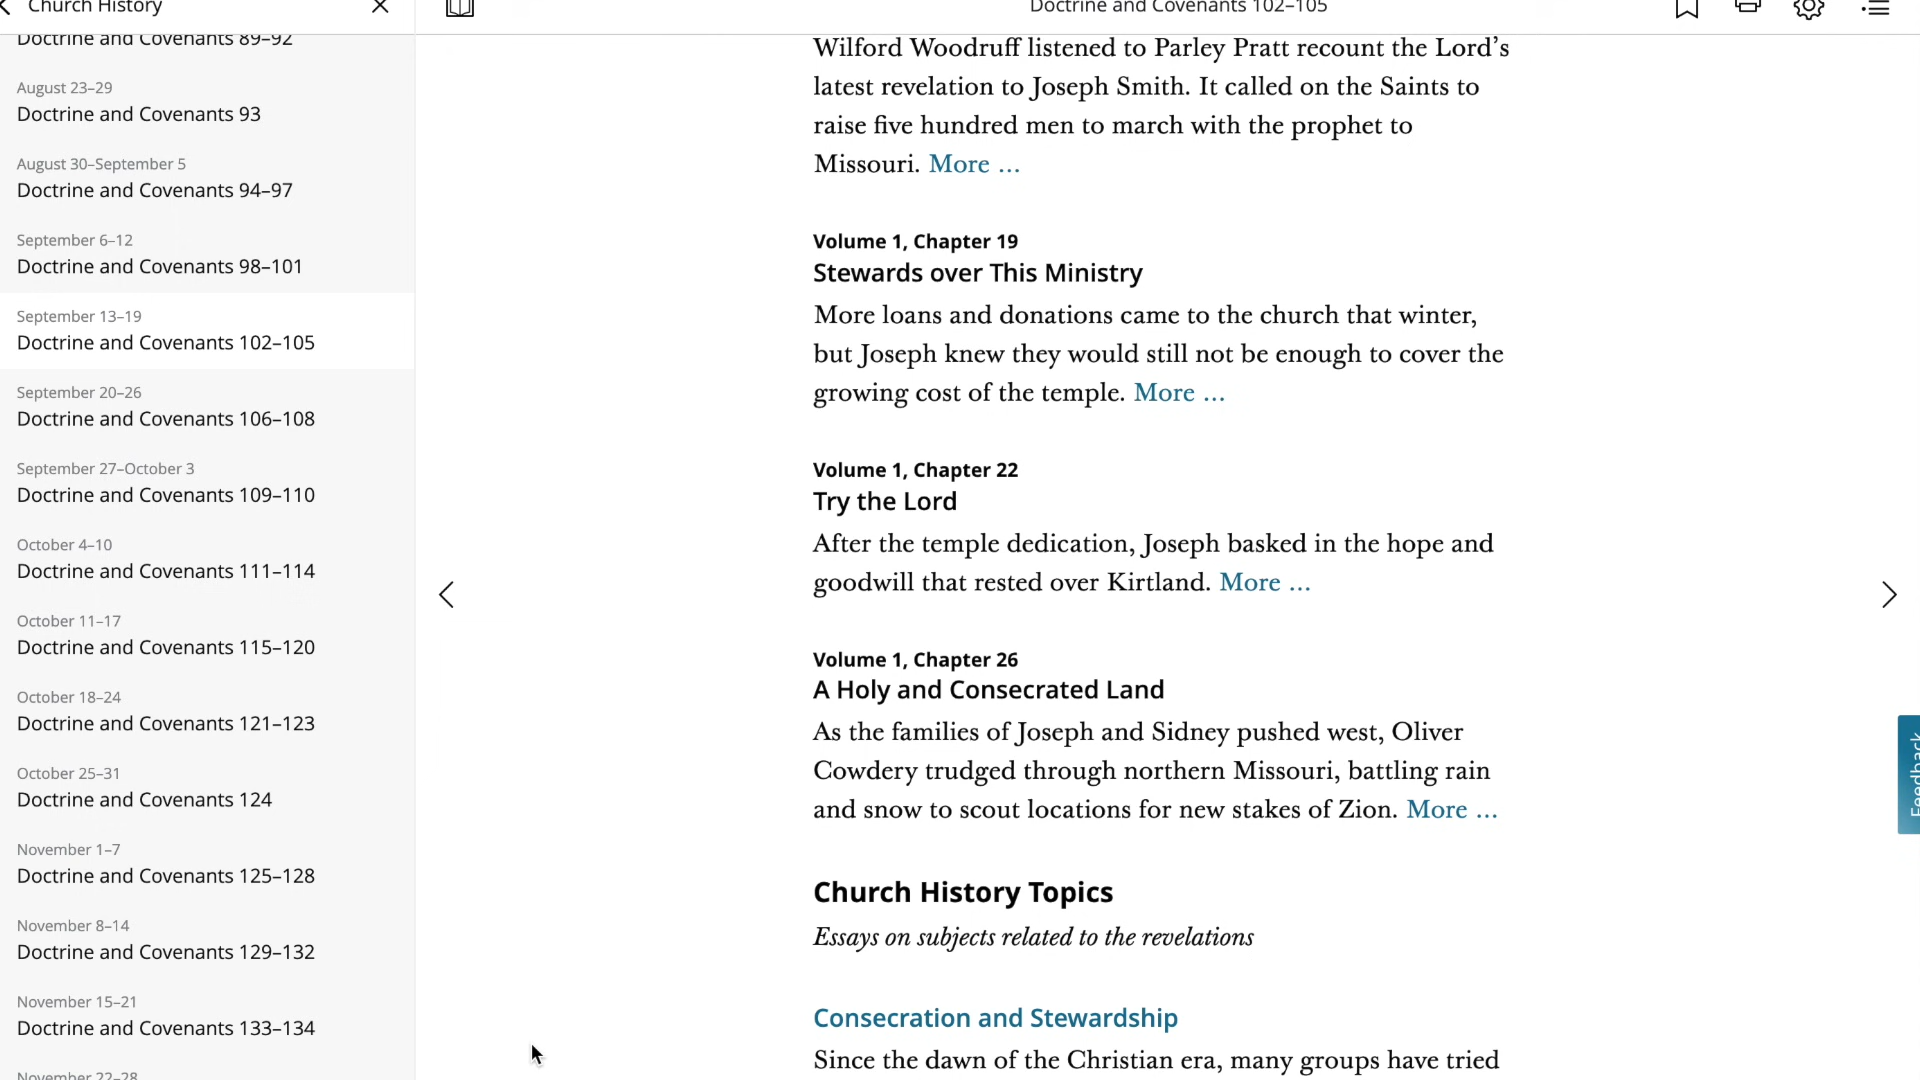 Church History
Doctrine and Covenants 102–105
Doctrine and Covenants 89–92
August 23–29
Doctrine and Covenants 93
August 30–September 5
Doctrine and Covenants 94–97
September 6–12
Doctrine and Covenants 98–101
September 13–19
Doctrine and Covenants 102–105
September 20–26
Doctrine and Covenants 106–108
September 27–October 3
Doctrine and Covenants 109–110
October 4–10
Doctrine and Covenants 111–114
October 11–17
Doctrine and Covenants 115–120
October 18–24
Doctrine and Covenants 121–123
October 25–31
Doctrine and Covenants 124
November 1–7
Doctrine and Covenants 125–128
November 8–14
Doctrine and Covenants 129–132
November 15–21
Doctrine and Covenants 133–134
November 22–28
Wilford Woodruff listened to Parley Pratt recount the Lord’s
latest revelation to Joseph Smith. It called on the Saints to
raise five hundred men to march with the prophet to
Missouri. More …
Volume 1, Chapter 19
Stewards over This Ministry
More loans and donations came to the church that winter,
but Joseph knew they would still not be enough to cover the
growing cost of the temple. More …
Volume 1, Chapter 22
Try the Lord
After the temple dedication, Joseph basked in the hope and
goodwill that rested over Kirtland. More …
Volume 1, Chapter 26
A Holy and Consecrated Land
As the families of Joseph and Sidney pushed west, Oliver
Cowdery trudged through northern Missouri, battling rain
and snow to scout locations for new stakes of Zion. More …
Church History Topics
Essays on subjects related to the revelations
Consecration and Stewardship
Since the dawn of the Christian era, many groups have tried
Feedback